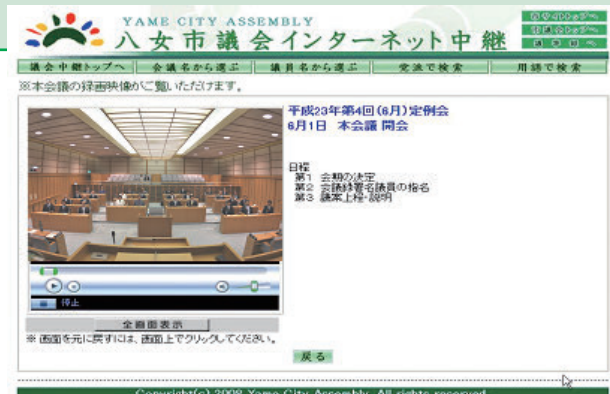 YAME CITY ASSEMBLY
八女市議会インターネット中継
議会中継トップへ 会議名から選ぶ 議員名から選ぶ 党派で検索 用語で検索
※本会議の録画映像がご覧いただけます。
平成23年第4回(6月)定例会
6月1日 本会議 開会
日程
第1 会期の決定
第2 会議録署名議員の指名
第3 議案上程・説明
停止
全画面表示
※ 画面を元に戻すには、画面上でクリックしてください。
戻る
Copyright(c) 2008 Yame City Assembly. All rights reserved.